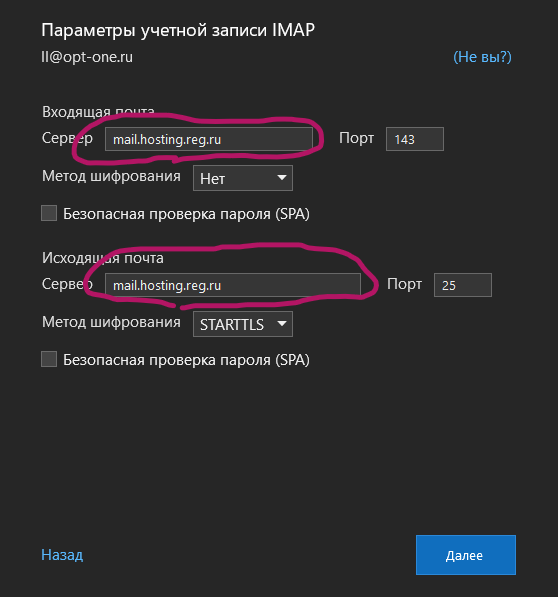 Параметры учетной записи IMAP
ll@opt-one.ru (Не вы?)
Входящая почта
Сервер mail.hosting.reg.ru Порт 143
Метод шифрования Нет
Безопасная проверка пароля (SPA)
Исходящая почта
Сервер mail.hosting.reg.ru Порт 25
Метод шифрования STARTTLS
Безопасная проверка пароля (SPA)
Назад Далее